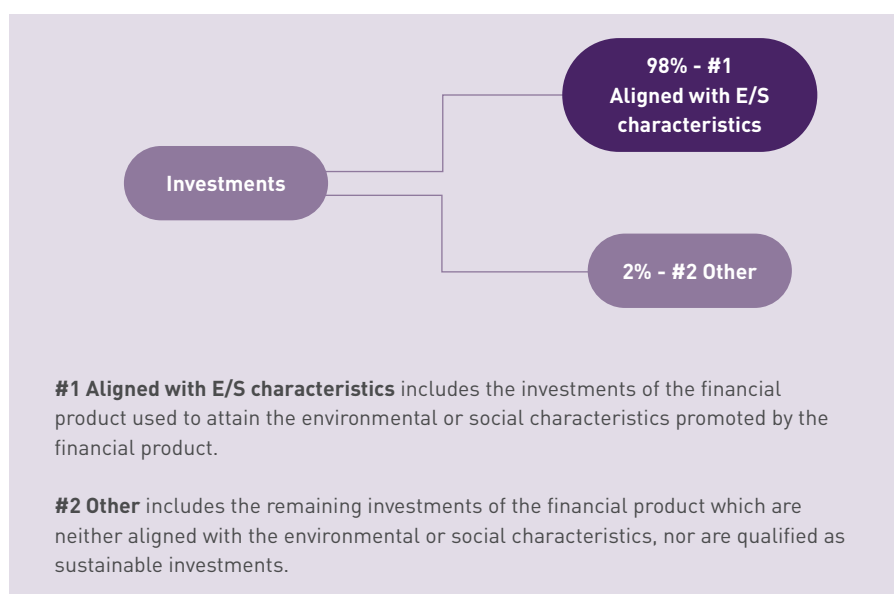 98% - #1
Aligned with E/S
characteristics
Investments
2% - #2 Other
#1 Aligned with E/S characteristics includes the investments of the financial
product used to attain the environmental or social characteristics promoted by the
financial product.
#2 Other includes the remaining investments of the financial product which are
neither aligned with the environmental or social characteristics, nor are qualified as
sustainable investments.